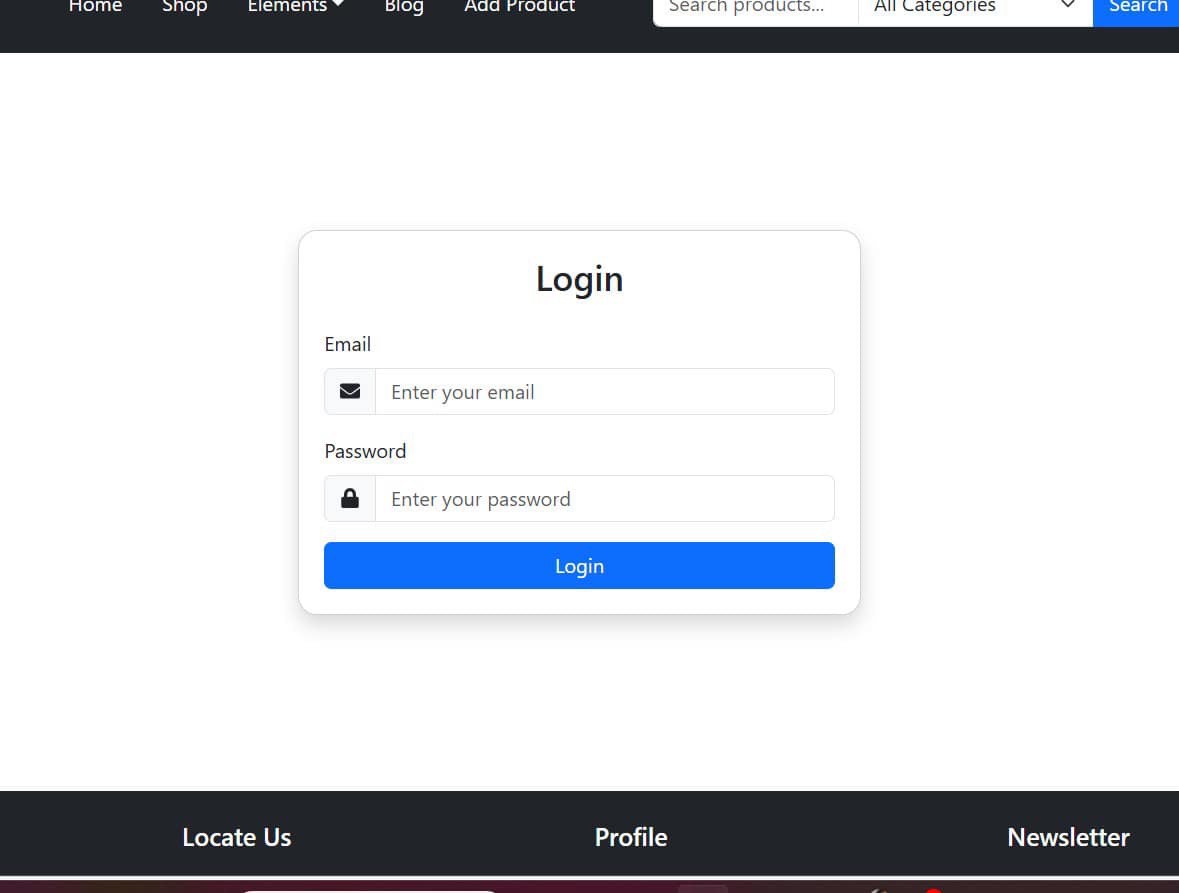 Home Shop Elements Blog Add Product Search products... All Categories Search
Login
Email
Enter your email
Password
Enter your password
Login
Locate Us Profile Newsletter